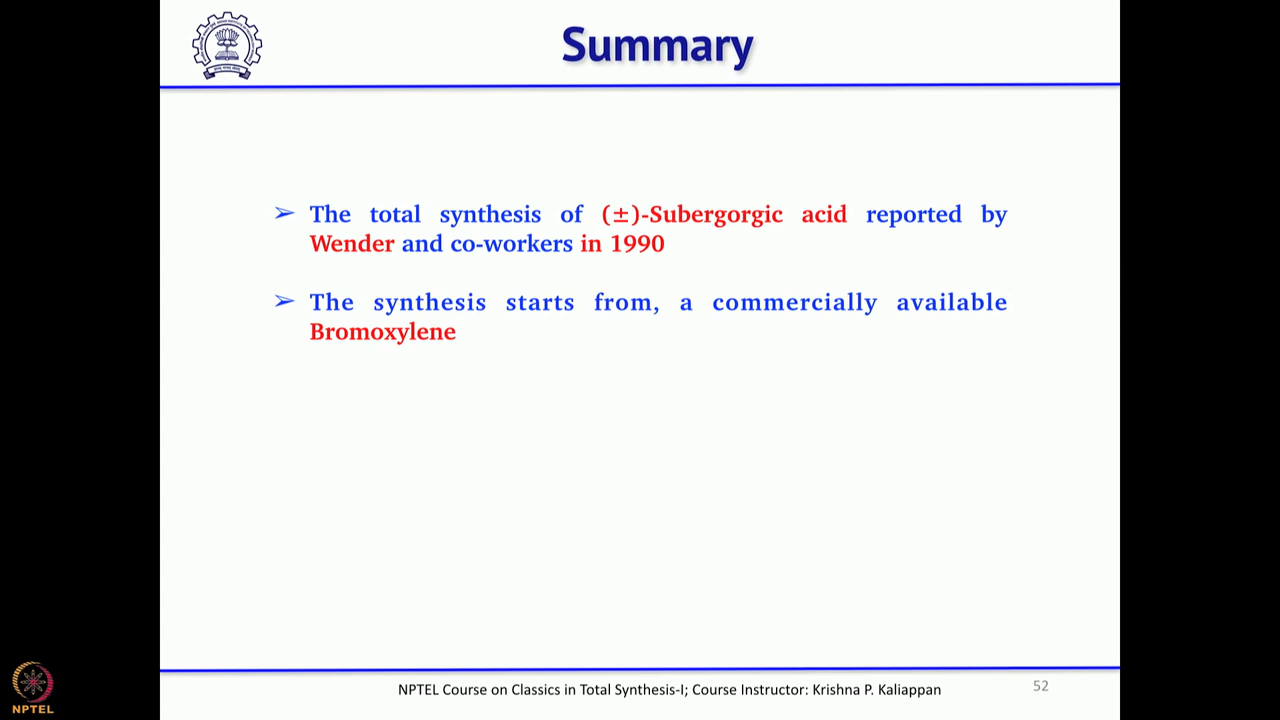 Summary
➢ The total synthesis of (±)-Subergorgic acid reported by
Wender and co-workers in 1990
➢ The synthesis starts from, a commercially available
Bromoxylene
NPTEL Course on Classics in Total Synthesis-I; Course Instructor: Krishna P. Kaliappan
52
NPTEL